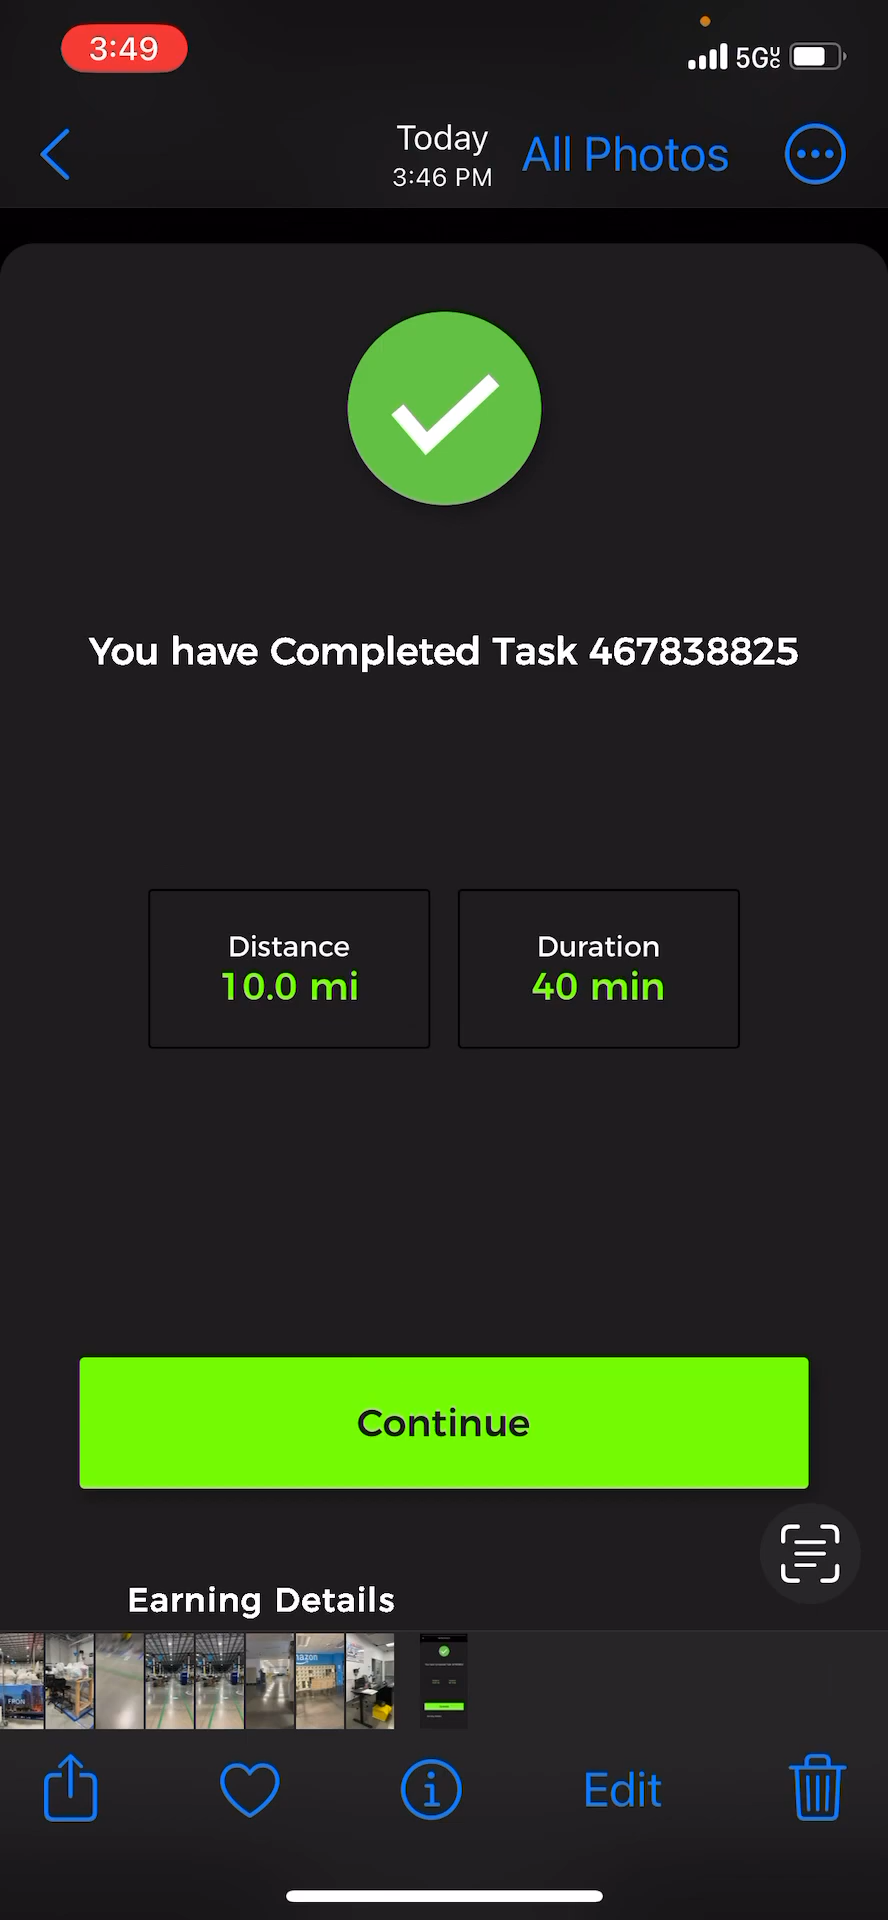 3:49
5G UC
Today
3:46 PM
All Photos
You have Completed Task 467838825
Distance
10.0 mi
Duration
40 min
Continue
Earning Details
Edit